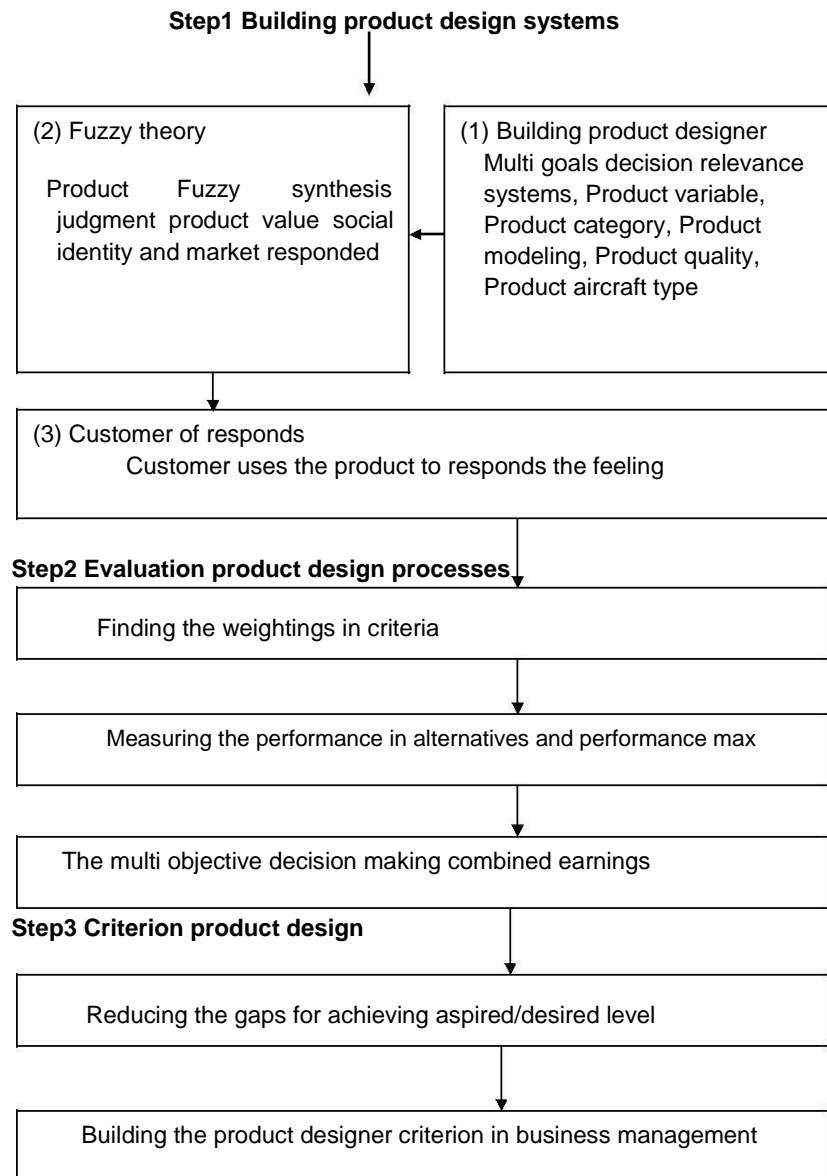 Step1 Building product design systems
(2) Fuzzy theory
Product Fuzzy synthesis
judgment product value social
identity and market responded
(1) Building product designer
Multi goals decision relevance
systems, Product variable,
Product category, Product
modeling, Product quality,
Product aircraft type
(3) Customer of responds
Customer uses the product to responds the feeling
Step2 Evaluation product design processes
Finding the weightings in criteria
Measuring the performance in alternatives and performance max
The multi objective decision making combined earnings
Step3 Criterion product design
Reducing the gaps for achieving aspired/desired level
Building the product designer criterion in business management